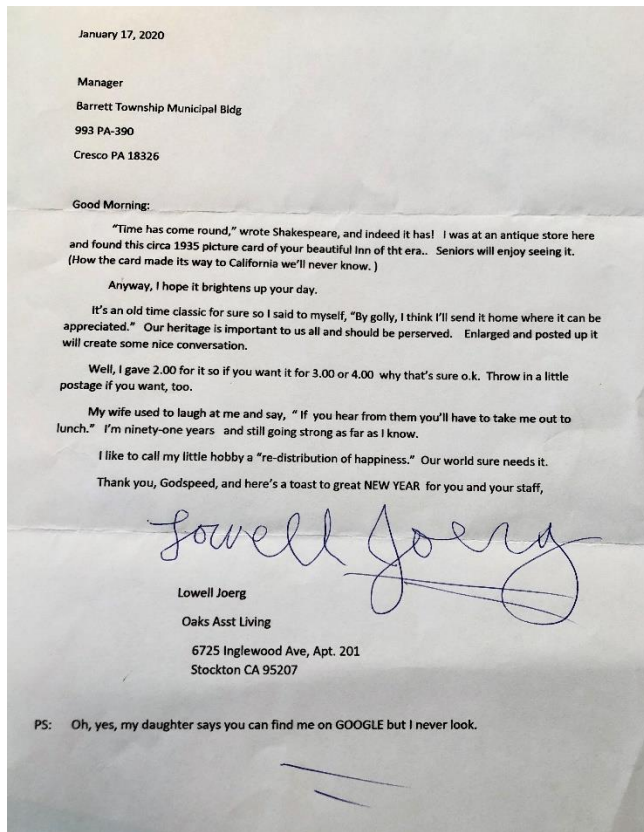 January 17, 2020
Manager
Barrett Township Municipal Bldg
993 PA-390
Cresco PA 18326
Good Morning:
"Time has come round," wrote Shakespeare, and indeed it has!  I was at an antique store here
and found this circa 1935 picture card of your beautiful Inn of tht era..  Seniors will enjoy seeing it.
(How the card made its way to California we'll never know. )
Anyway, I hope it brightens up your day.
It's an old time classic for sure so I said to myself, "By golly, I think I'll send it home where it can be
appreciated."  Our heritage is important to us all and should be perserved.   Enlarged and posted up it
will create some nice conversation.
Well, I gave 2.00 for it so if you want it for 3.00 or 4.00  why that's sure o.k.  Throw in a little
postage if you want, too.
My wife used to laugh at me and say, " If you hear from them you'll have to take me out to
lunch."  I'm ninety-one years  and still going strong as far as I know.
I like to call my little hobby a "re-distribution of happiness." Our world sure needs it.
Thank you, Godspeed, and here's a toast to great NEW YEAR  for you and your staff,
Lowell Joerg
Lowell Joerg
Oaks Asst Living
6725 Inglewood Ave, Apt. 201
Stockton CA 95207
PS:   Oh, yes, my daughter says you can find me on GOOGLE but I never look.